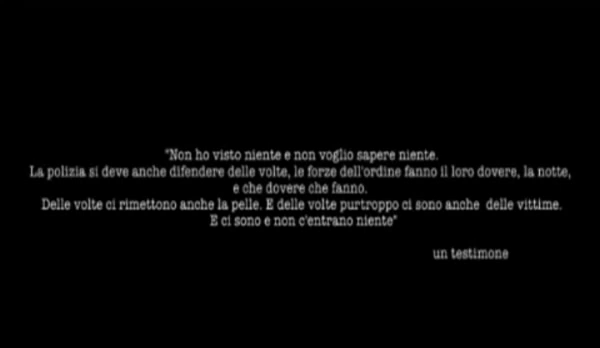 "Non ho visto niente e non voglio sapere niente.
La polizia si deve anche difendere delle volte, le forze dell'ordine fanno il loro dovere, la notte,
e che dovere che fanno.
Delle volte ci rimettono anche la pelle. E delle volte purtroppo ci sono anche delle vittime.
E ci sono e non c'entrano niente"
un testimone